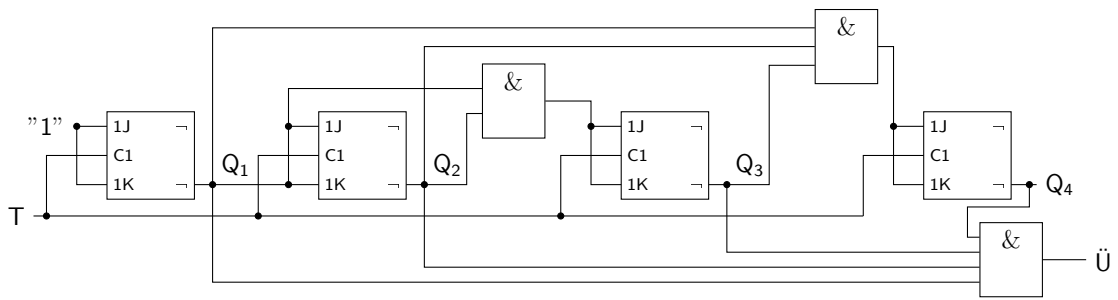 &
&
"1"
1J ¬
C1
1K ¬
Q1
1J ¬
C1
1K ¬
Q2
1J ¬
C1
1K ¬
Q3
1J ¬
C1
1K ¬
Q4
T
&
Ü